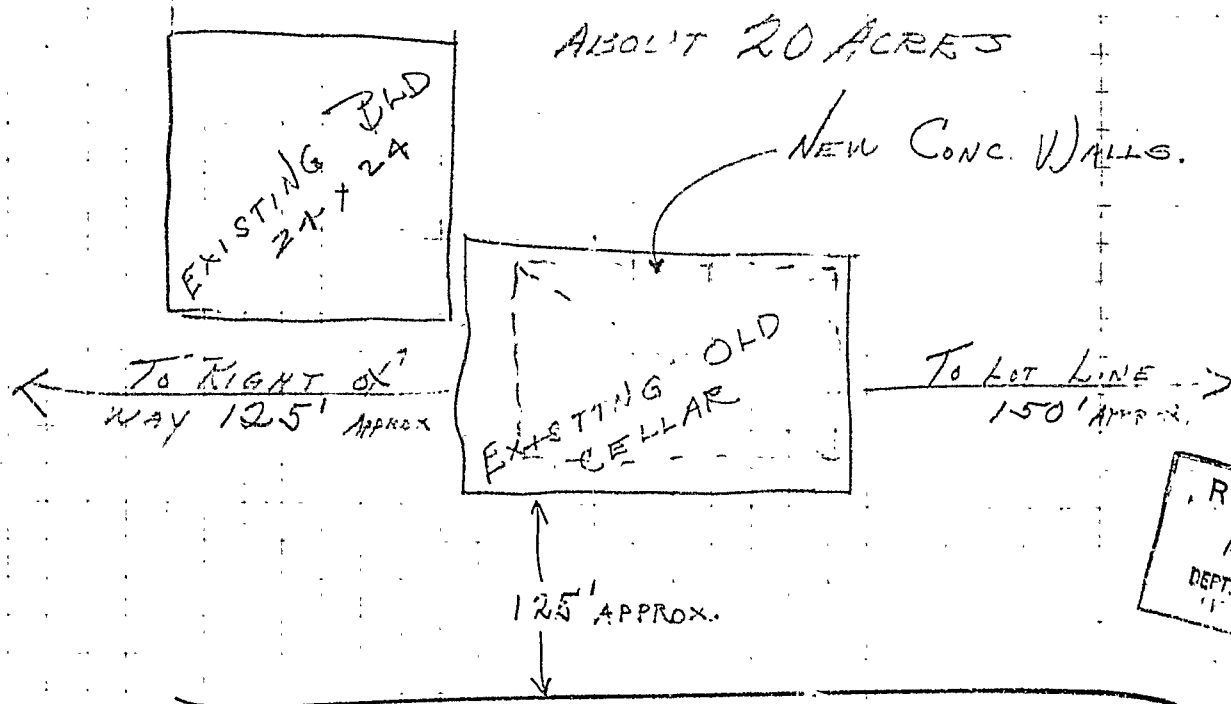 ABOUT 20 ACRES
EXISTING BLD
24 x 24
NEW CONC. WALLS.
EXISTING OLD
CELLAR
TO RIGHT OF
WAY 125' APPROX
TO LOT LINE
150' APPROX.
R
DEPT.
125' APPROX.